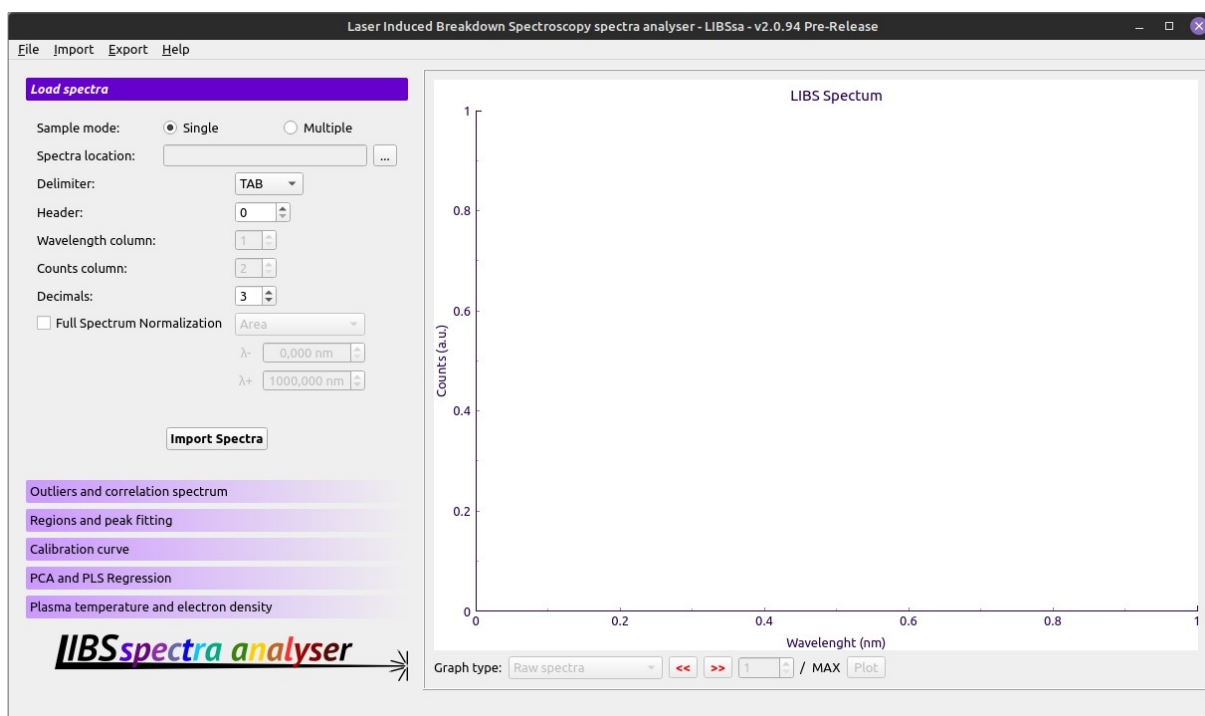 Laser Induced Breakdown Spectroscopy spectra analyser - LIBSsa - v2.0.94 Pre-Release
File Import Export Help
Load spectra
Sample mode: Single Multiple
Spectra location: ...
Delimiter: TAB
Header: 0
Wavelength column: 1
Counts column: 2
Decimals: 3
Full Spectrum Normalization Area
λ- 0,000 nm
λ+ 1000,000 nm
Import Spectra
Outliers and correlation spectrum
Regions and peak fitting
Calibration curve
PCA and PLS Regression
Plasma temperature and electron density
LIBS spectra analyser
LIBS Spectum
1
0.8
0.6
0.4
0.2
0
Counts (a.u.)
0 0.2 0.4 0.6 0.8 1
Wavelenght (nm)
Graph type: Raw spectra << >> 1 / MAX Plot